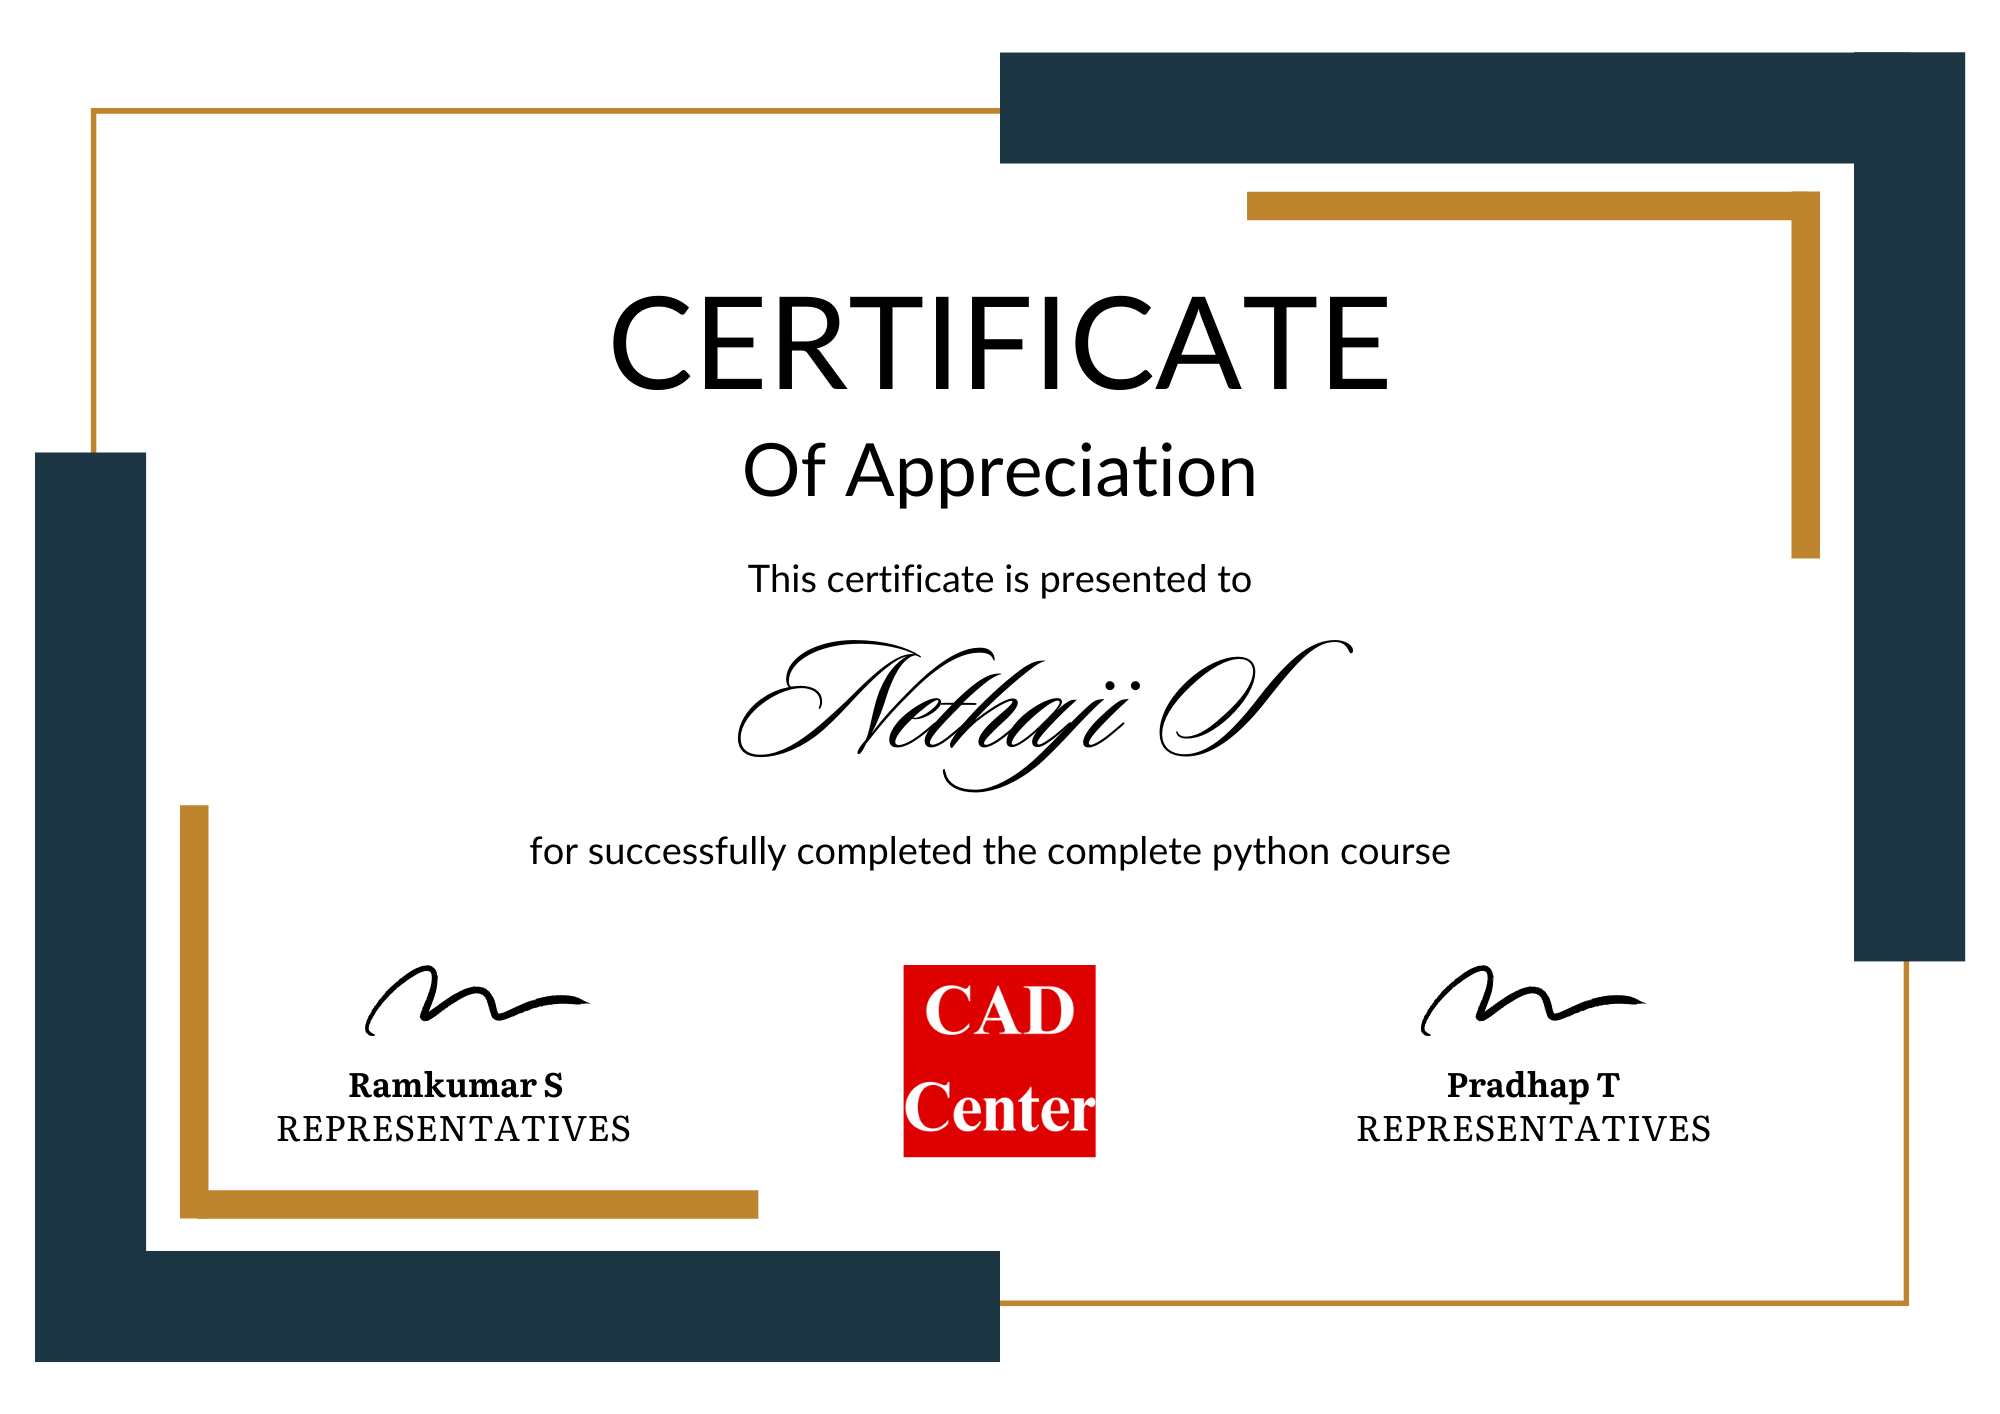 CERTIFICATE
Of Appreciation
This certificate is presented to
Nethaji S
for successfully completed the complete python course
Ramkumar S
REPRESENTATIVES
CAD
Center
Pradhap T
REPRESENTATIVES